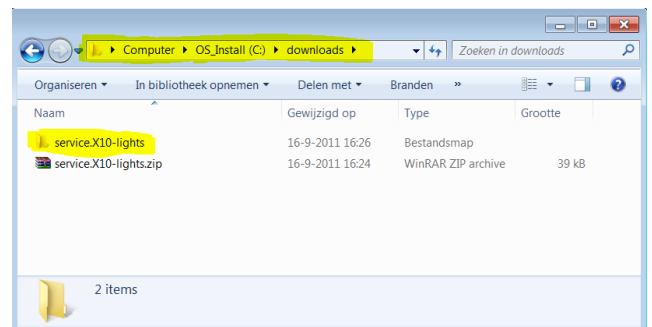 Computer OS_Install (C:) downloads Zoeken in downloads
Organiseren In bibliotheek opnemen Delen met Branden »
Naam Gewijzigd op Type Grootte
service.X10-lights 16-9-2011 16:26 Bestandsmap
service.X10-lights.zip 16-9-2011 16:24 WinRAR ZIP archive 39 kB
2 items